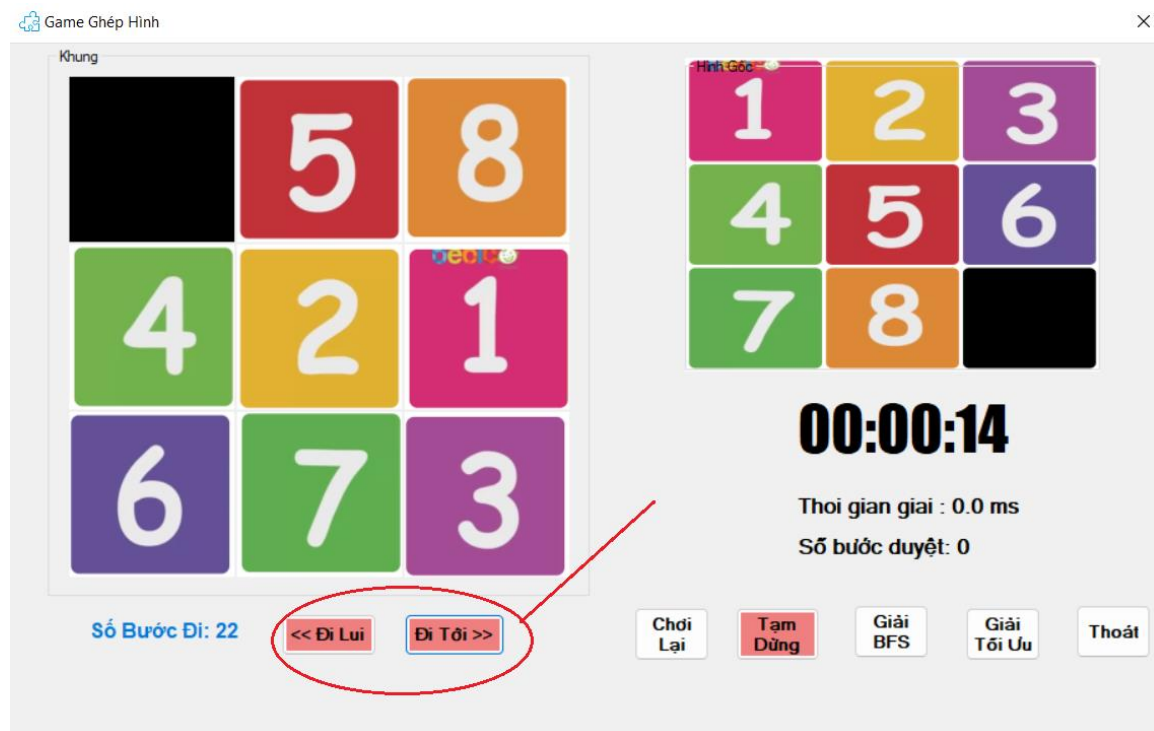 Game Ghép Hình
Khung
5 8
4 2 1
6 7 3
Hình Gốc
1 2 3
4 5 6
7 8
00:00:14
Thoi gian giai : 0.0 ms
Số bước duyệt: 0
Số Bước Đi: 22
<< Đi Lui
Đi Tới >>
Chơi
Lại
Tạm
Dừng
Giải
BFS
Giải
Tối Ưu
Thoát